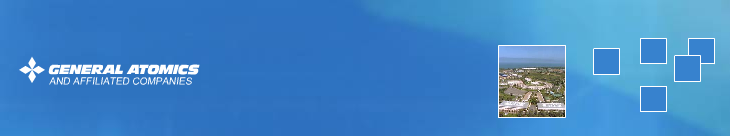 GENERAL ATOMICS
AND AFFILIATED COMPANIES